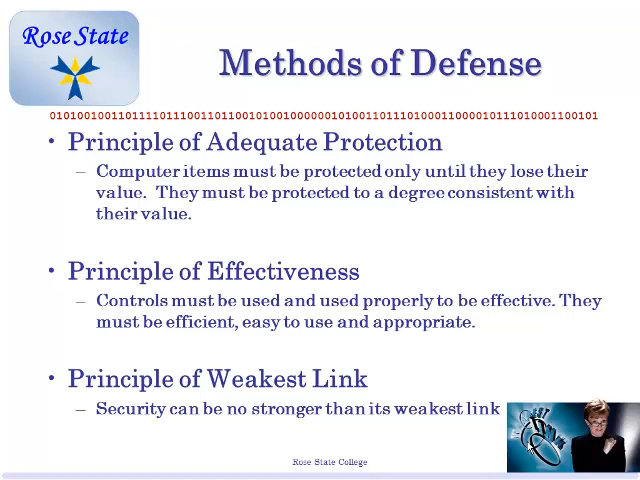 Rose State
Methods of Defense
01010010011011110111001101100101001000000101001101110100011000010111010001100101
• Principle of Adequate Protection
– Computer items must be protected only until they lose their
value. They must be protected to a degree consistent with
their value.
• Principle of Effectiveness
– Controls must be used and used properly to be effective. They
must be efficient, easy to use and appropriate.
• Principle of Weakest Link
– Security can be no stronger than its weakest link
Rose State College